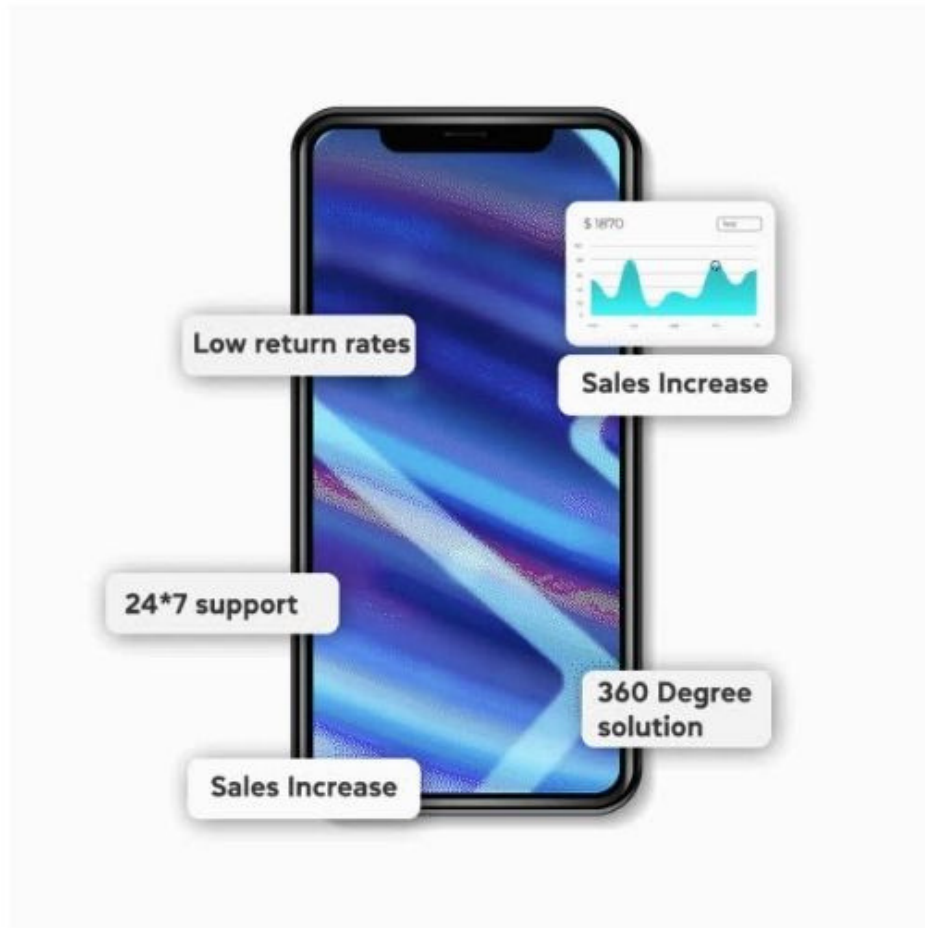 $ 1870
Low return rates
Sales Increase
24*7 support
360 Degree
solution
Sales Increase